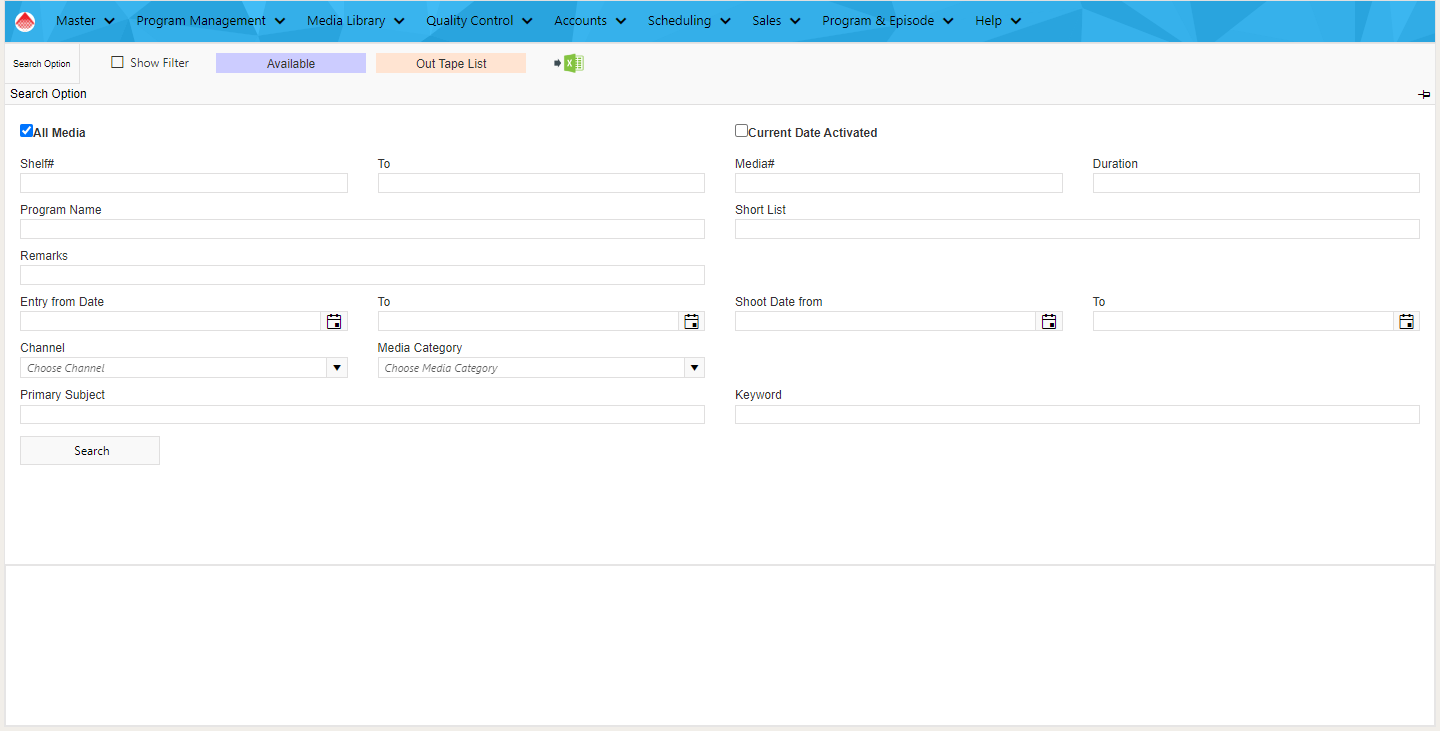 Master Program Management Media Library Quality Control Accounts Scheduling Sales Program & Episode Help
Search Option Show Filter Available Out Tape List
Search Option
All Media Current Date Activated
Shelf# To Media# Duration
Program Name Short List
Remarks
Entry from Date To Shoot Date from To
Channel Media Category
Choose Channel Choose Media Category
Primary Subject Keyword
Search